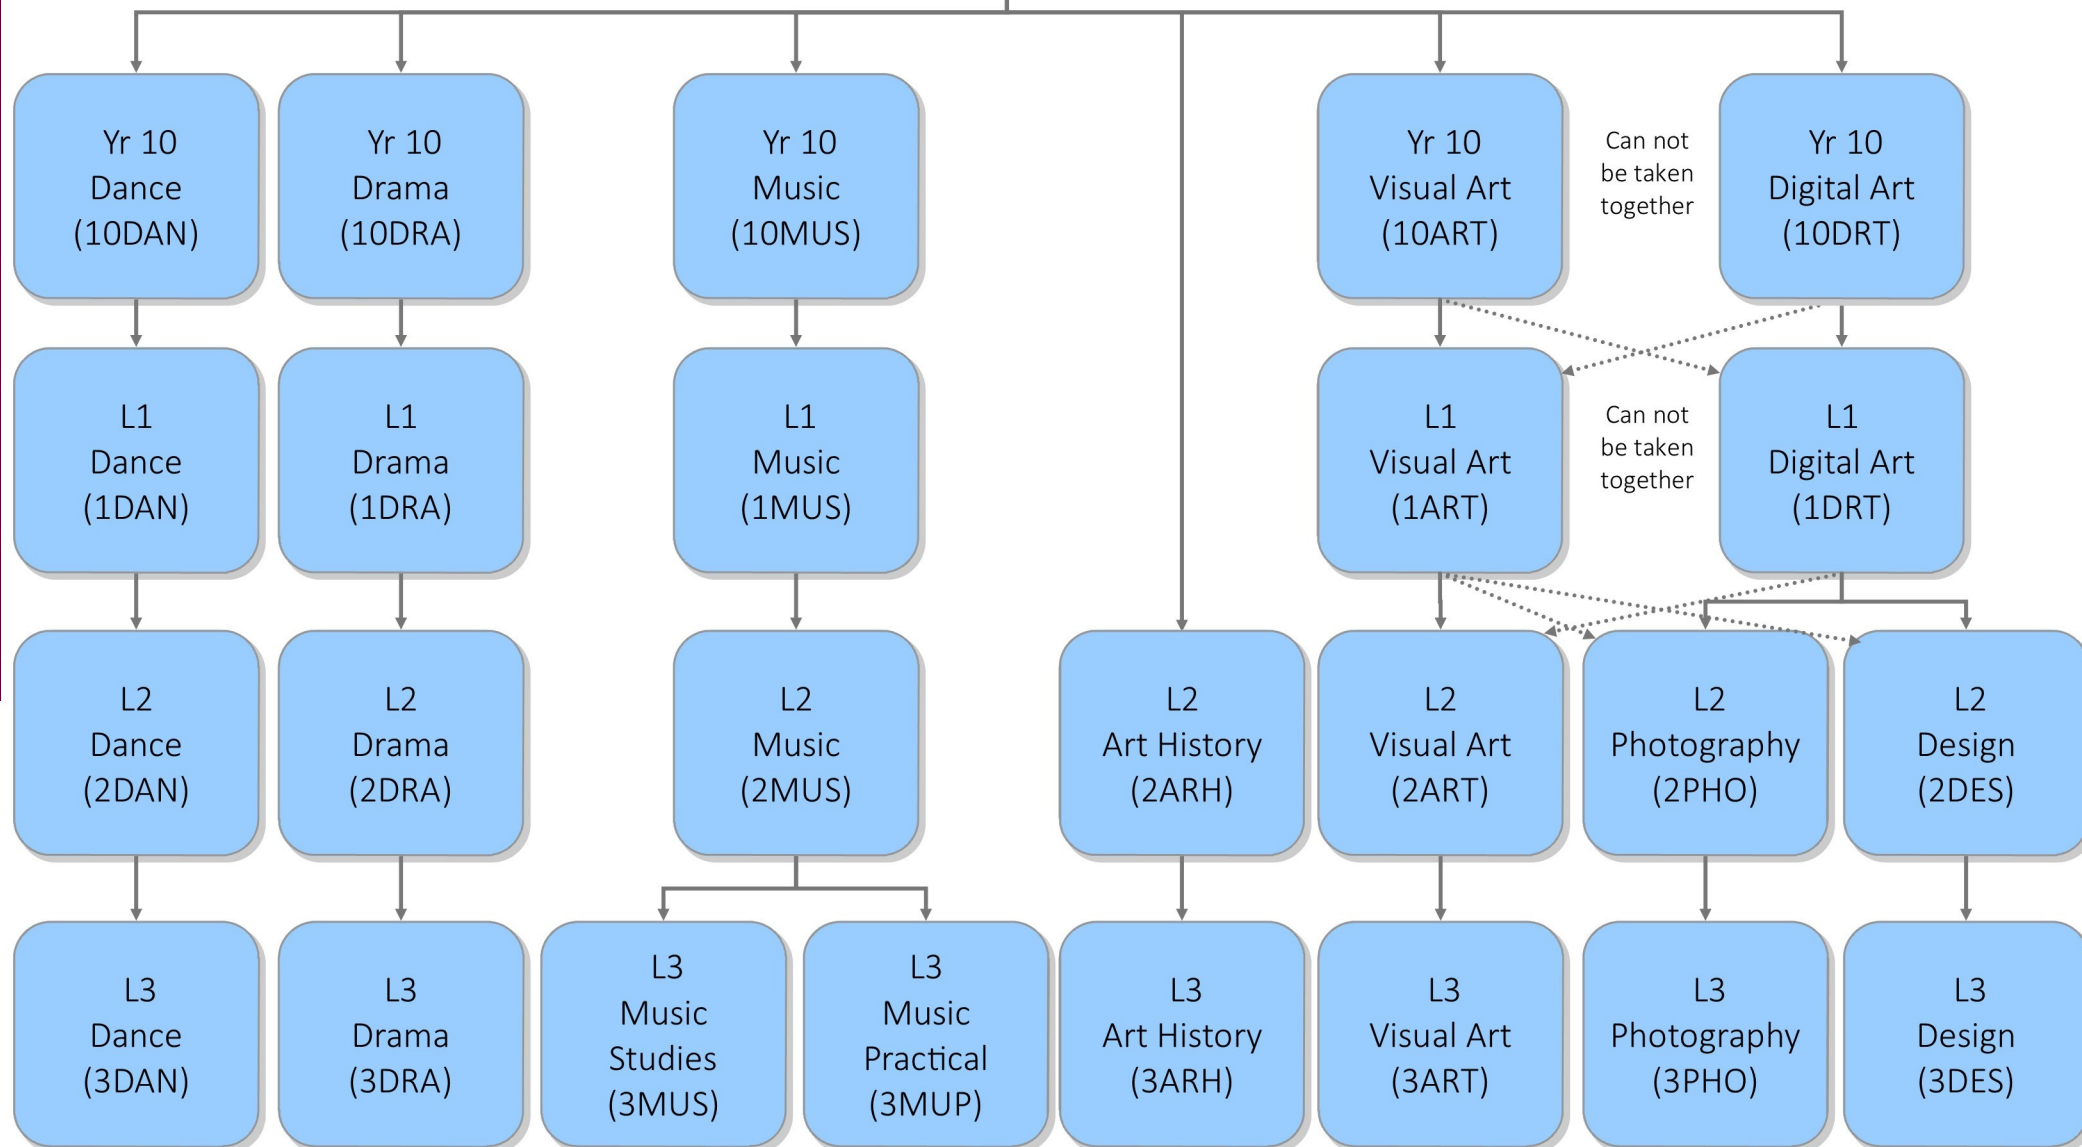 Yr 10
Dance
(10DAN)
Yr 10
Drama
(10DRA)
Yr 10
Music
(10MUS)
Yr 10
Visual Art
(10ART)
Can not
be taken
together
Yr 10
Digital Art
(10DRT)
L1
Dance
(1DAN)
L1
Drama
(1DRA)
L1
Music
(1MUS)
L1
Visual Art
(1ART)
Can not
be taken
together
L1
Digital Art
(1DRT)
L2
Dance
(2DAN)
L2
Drama
(2DRA)
L2
Music
(2MUS)
L2
Art History
(2ARH)
L2
Visual Art
(2ART)
L2
Photography
(2PHO)
L2
Design
(2DES)
L3
Dance
(3DAN)
L3
Drama
(3DRA)
L3
Music
Studies
(3MUS)
L3
Music
Practical
(3MUP)
L3
Art History
(3ARH)
L3
Visual Art
(3ART)
L3
Photography
(3PHO)
L3
Design
(3DES)